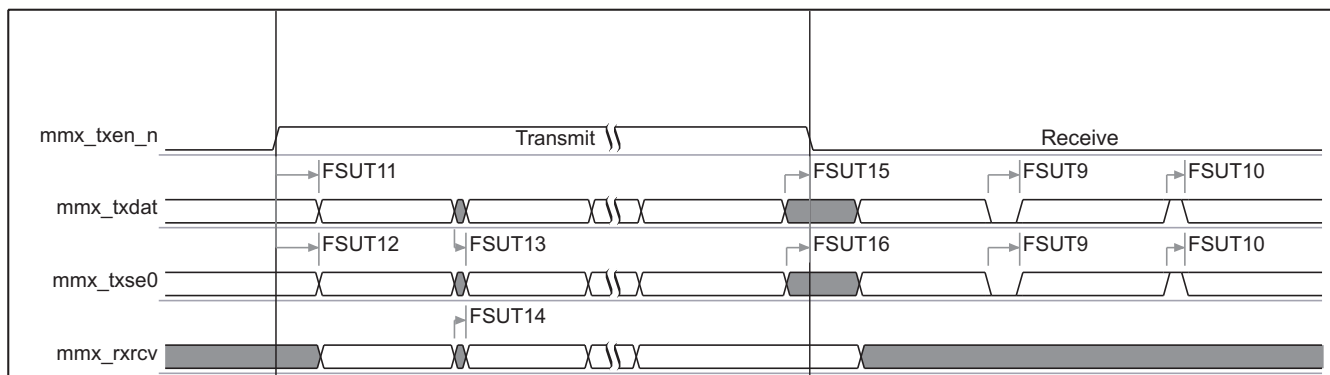 mmx_txen_n Transmit Receive
FSUT11 FSUT15 FSUT9 FSUT10
mmx_txdat
FSUT12 FSUT13 FSUT16 FSUT9 FSUT10
mmx_txse0
FSUT14
mmx_rxrcv